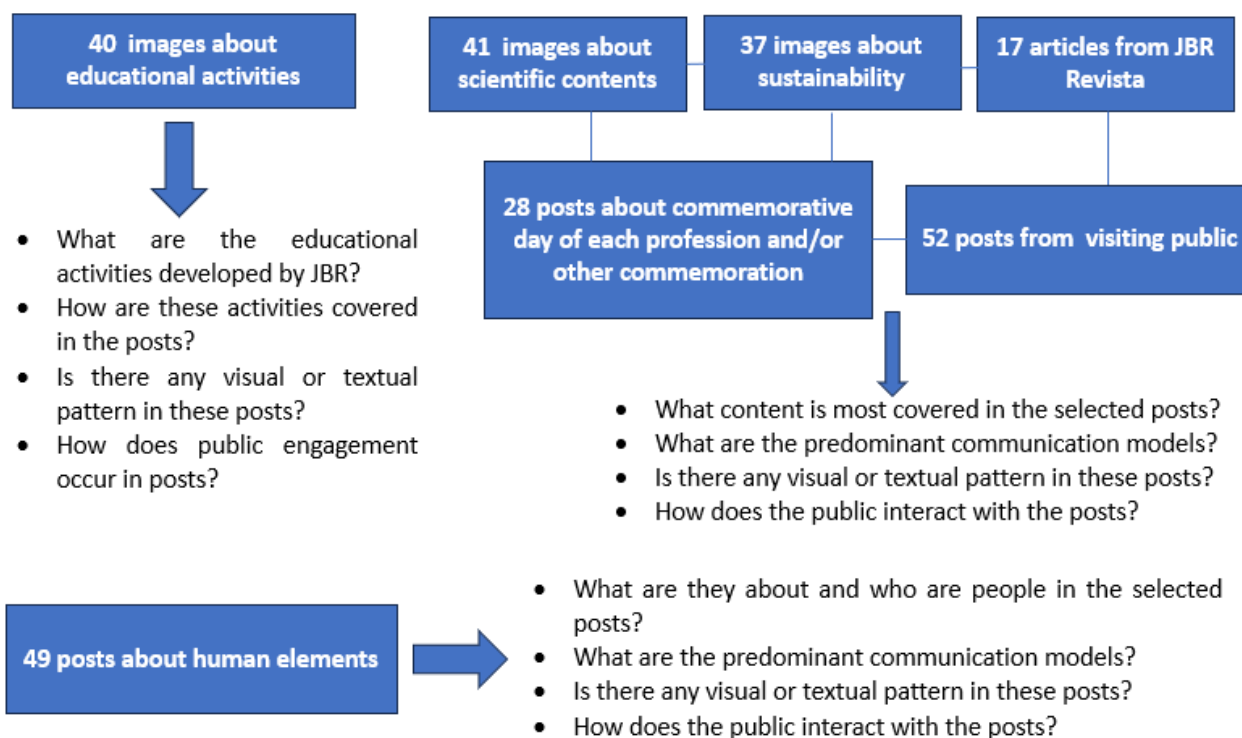 40 images about
educational activities
41 images about
scientific contents
37 images about
sustainability
17 articles from JBR
Revista
28 posts about commemorative
day of each profession and/or
other commemoration
52 posts from visiting public
• What are the educational
activities developed by JBR?
• How are these activities covered
in the posts?
• Is there any visual or textual
pattern in these posts?
• How does public engagement
occur in posts?
• What content is most covered in the selected posts?
• What are the predominant communication models?
• Is there any visual or textual pattern in these posts?
• How does the public interact with the posts?
49 posts about human elements
• What are they about and who are people in the selected
posts?
• What are the predominant communication models?
• Is there any visual or textual pattern in these posts?
• How does the public interact with the posts?